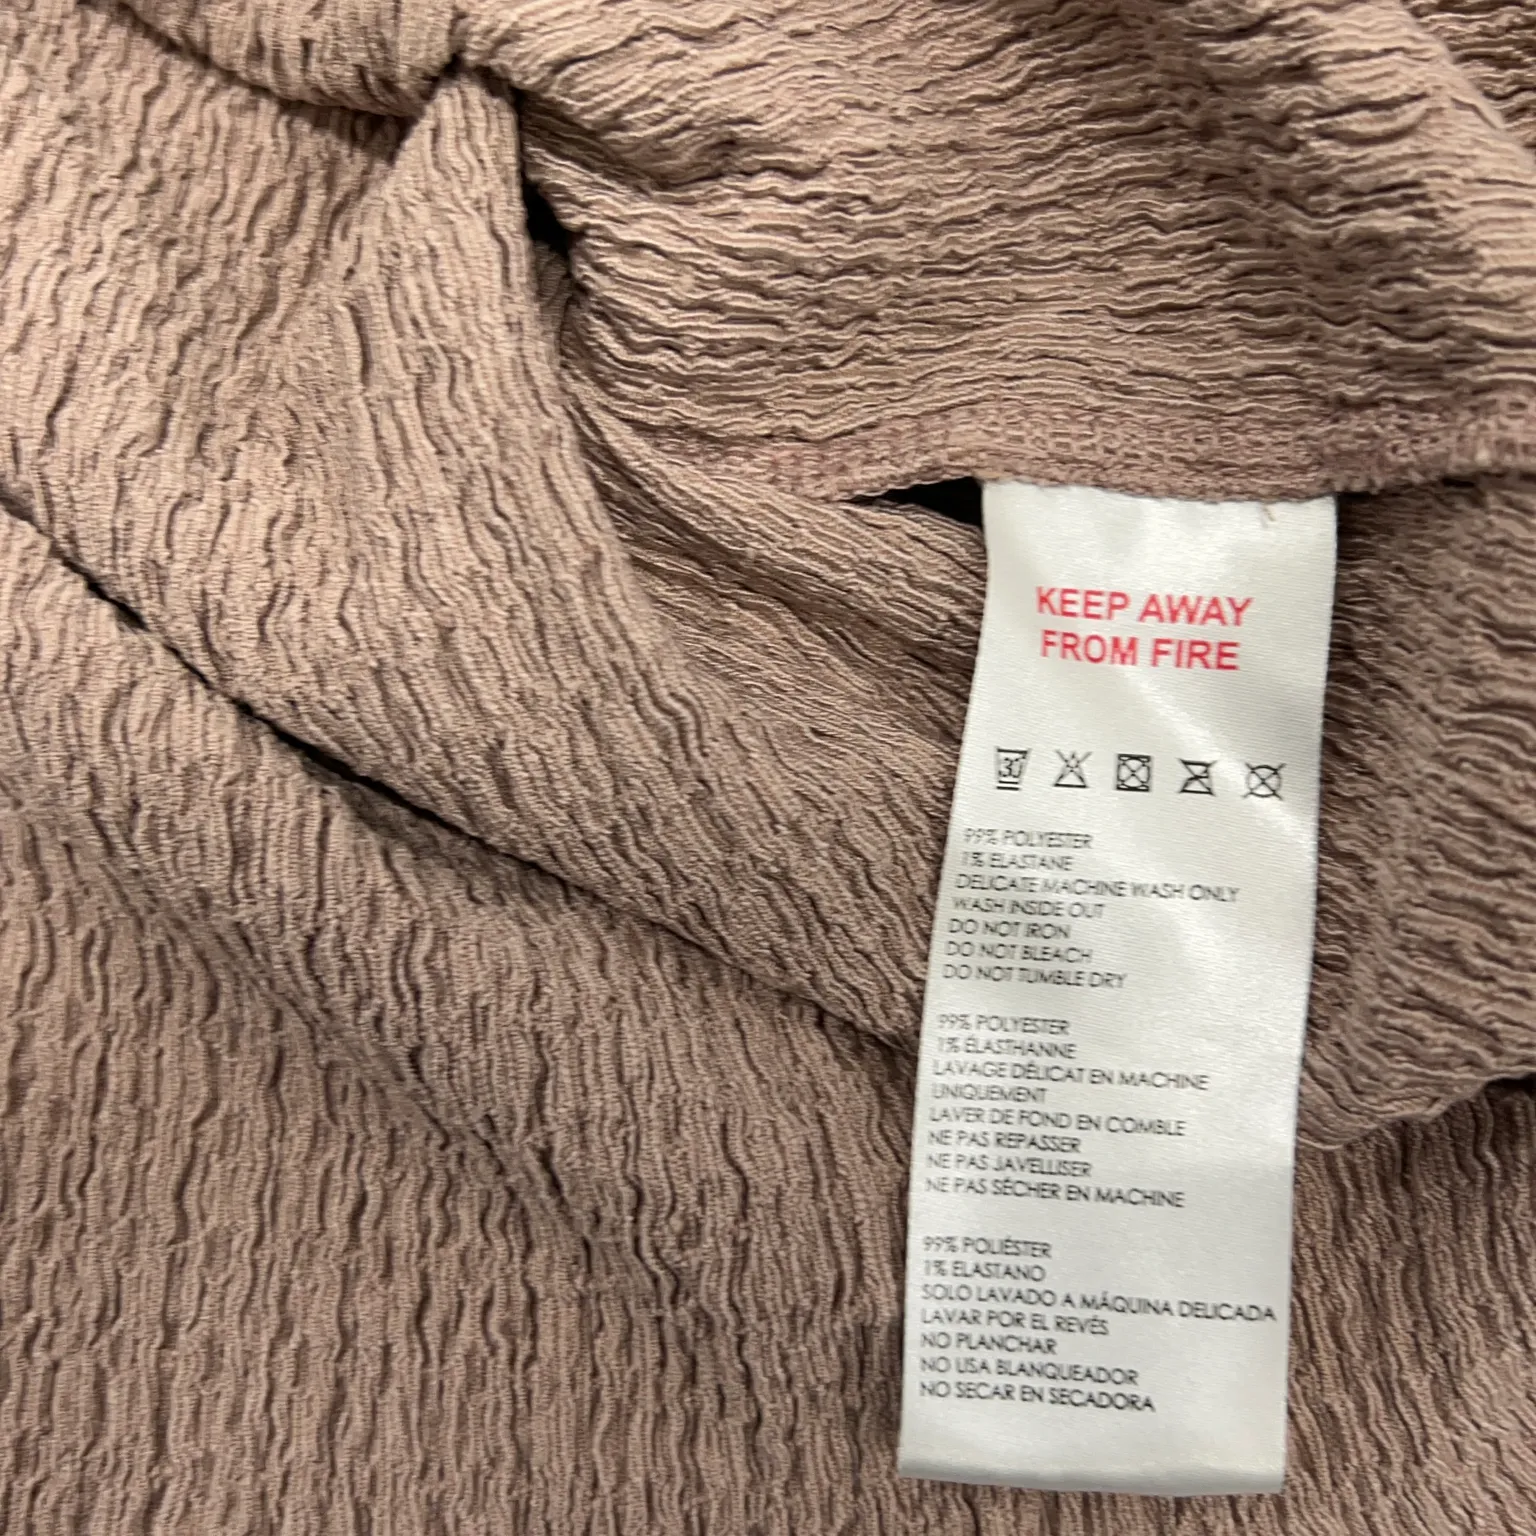 KEEP AWAY
FROM FIRE
30
99% POLYESTER
1% ELASTANE
DELICATE MACHINE WASH ONLY
WASH INSIDE OUT
DO NOT IRON
DO NOT BLEACH
DO NOT TUMBLE DRY
99% POLYESTER
1% ÉLASTHANNE
LAVAGE DÉLICAT EN MACHINE
UNIQUEMENT
LAVER DE FOND EN COMBLE
NE PAS REPASSER
NE PAS JAVELLISER
NE PAS SÉCHER EN MACHINE
99% POLIÉSTER
1% ELASTANO
SOLO LAVADO A MÁQUINA DELICADA
LAVAR POR EL REVÉS
NO PLANCHAR
NO USA BLANQUEADOR
NO SECAR EN SECADORA